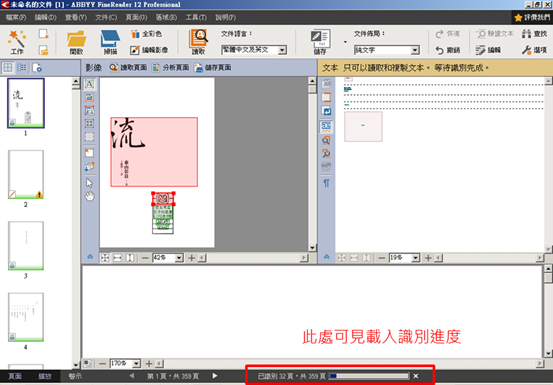 未命名的文件 [1] - ABBYY FineReader 12 Professional
檔案(F) 編輯(D) 查看(V) 文件(C) 頁面(G) 區域(E) 工具(T) 說明(P) 評價我們
工作 開啟 掃描 全彩色 編輯影像 讀取 文件語言: 繁體中文及英文 儲存 文件佈局: 純文字 恢復 撤銷 驗證文本 編輯 查找 選項
影像 讀取頁面 分析頁面 儲存頁面 文本 只可以讀取和複製文本。等待識別完成。
流
1
2
3
4
42%
19%
此處可見載入識別進度
170%
頁面 縮放 警示 第 1 頁，共 359 頁 已識別 32 頁，共 359 頁